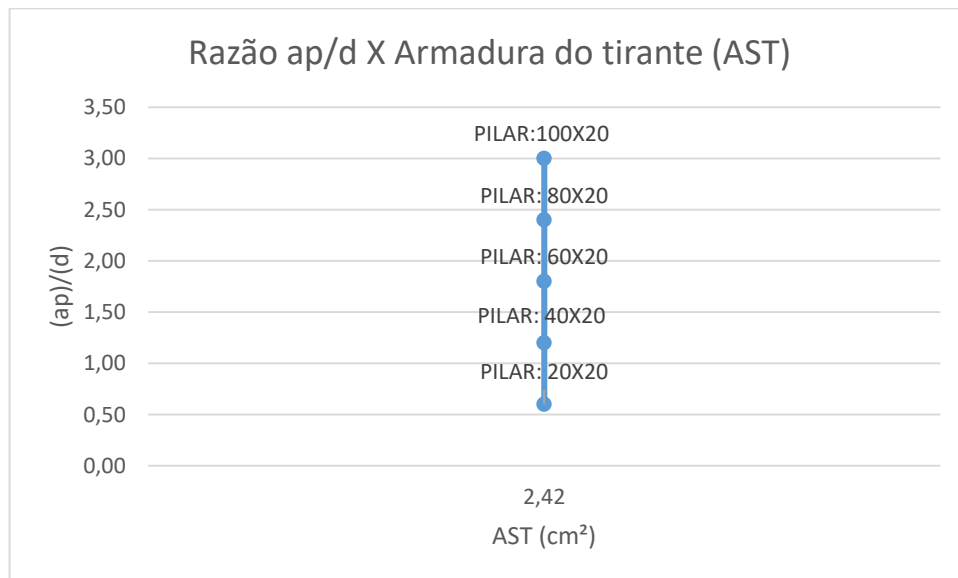 Razão ap/d X Armadura do tirante (AST)
3,50
PILAR:100X20
3,00
PILAR: 80X20
2,50
(ap)/(d)
PILAR: 60X20
2,00
1,50
PILAR: 40X20
1,00
PILAR: 20X20
0,50
0,00
2,42
AST (cm²)